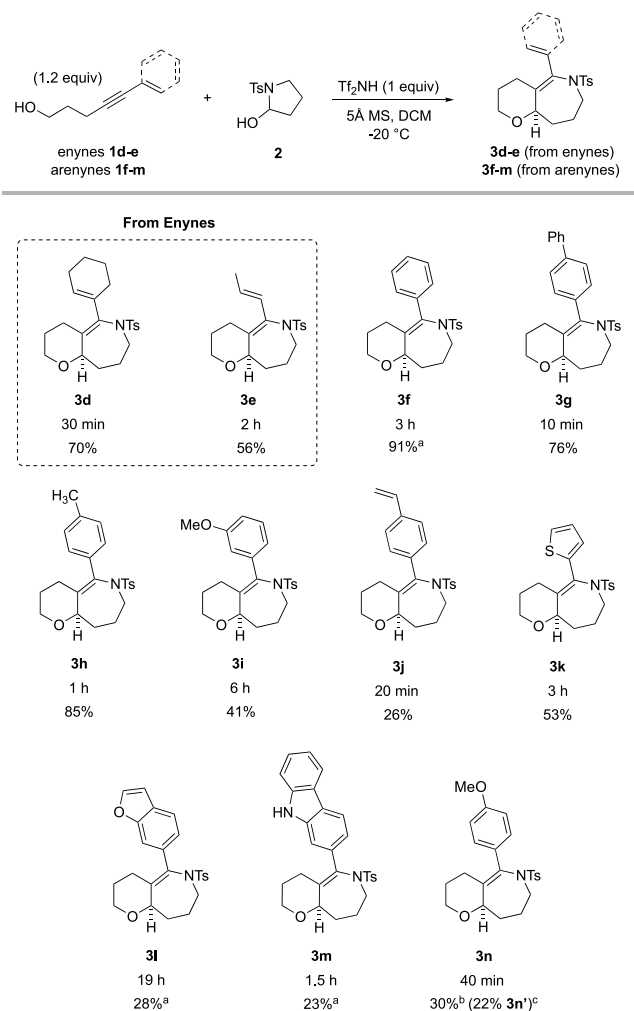 (1.2 equiv)
HO
enynes 1d-e
arenynes 1f-m
+
TsN
HO
2
Tf₂NH (1 equiv)
5Å MS, DCM
-20 °C
NTs
O
H
3d-e (from enynes)
3f-m (from arenynes)
From Enynes
NTs
O
H
3d
30 min
70%
NTs
O
H
3e
2 h
56%
NTs
O
H
3f
3 h
91%ᵃ
Ph
NTs
O
H
3g
10 min
76%
H₃C
NTs
O
H
3h
1 h
85%
MeO
NTs
O
H
3i
6 h
41%
NTs
O
H
3j
20 min
26%
S
NTs
O
H
3k
3 h
53%
O
NTs
O
H
3l
19 h
28%ᵃ
HN
NTs
O
H
3m
1.5 h
23%ᵃ
MeO
NTs
O
H
3n
40 min
30%ᵇ (22% 3n')ᶜ